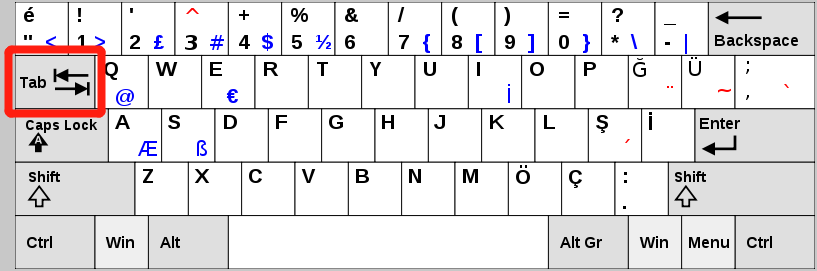 é ! ' ^ + % & / ( ) = ? _
" < 1 > 2 £ 3 # 4 $ 5 ½ 6 7 { 8 [ 9 ] 0 } * \ - | Backspace
Tab Q @ W E € R T Y U I i O P Ğ ¨ Ü ~ ; , `
Caps Lock A Æ S ß D F G H J K L Ş ´ İ Enter
A
Shift Z X C V B N M Ö Ç : . Shift
Ctrl Win Alt Alt Gr Win Menu Ctrl